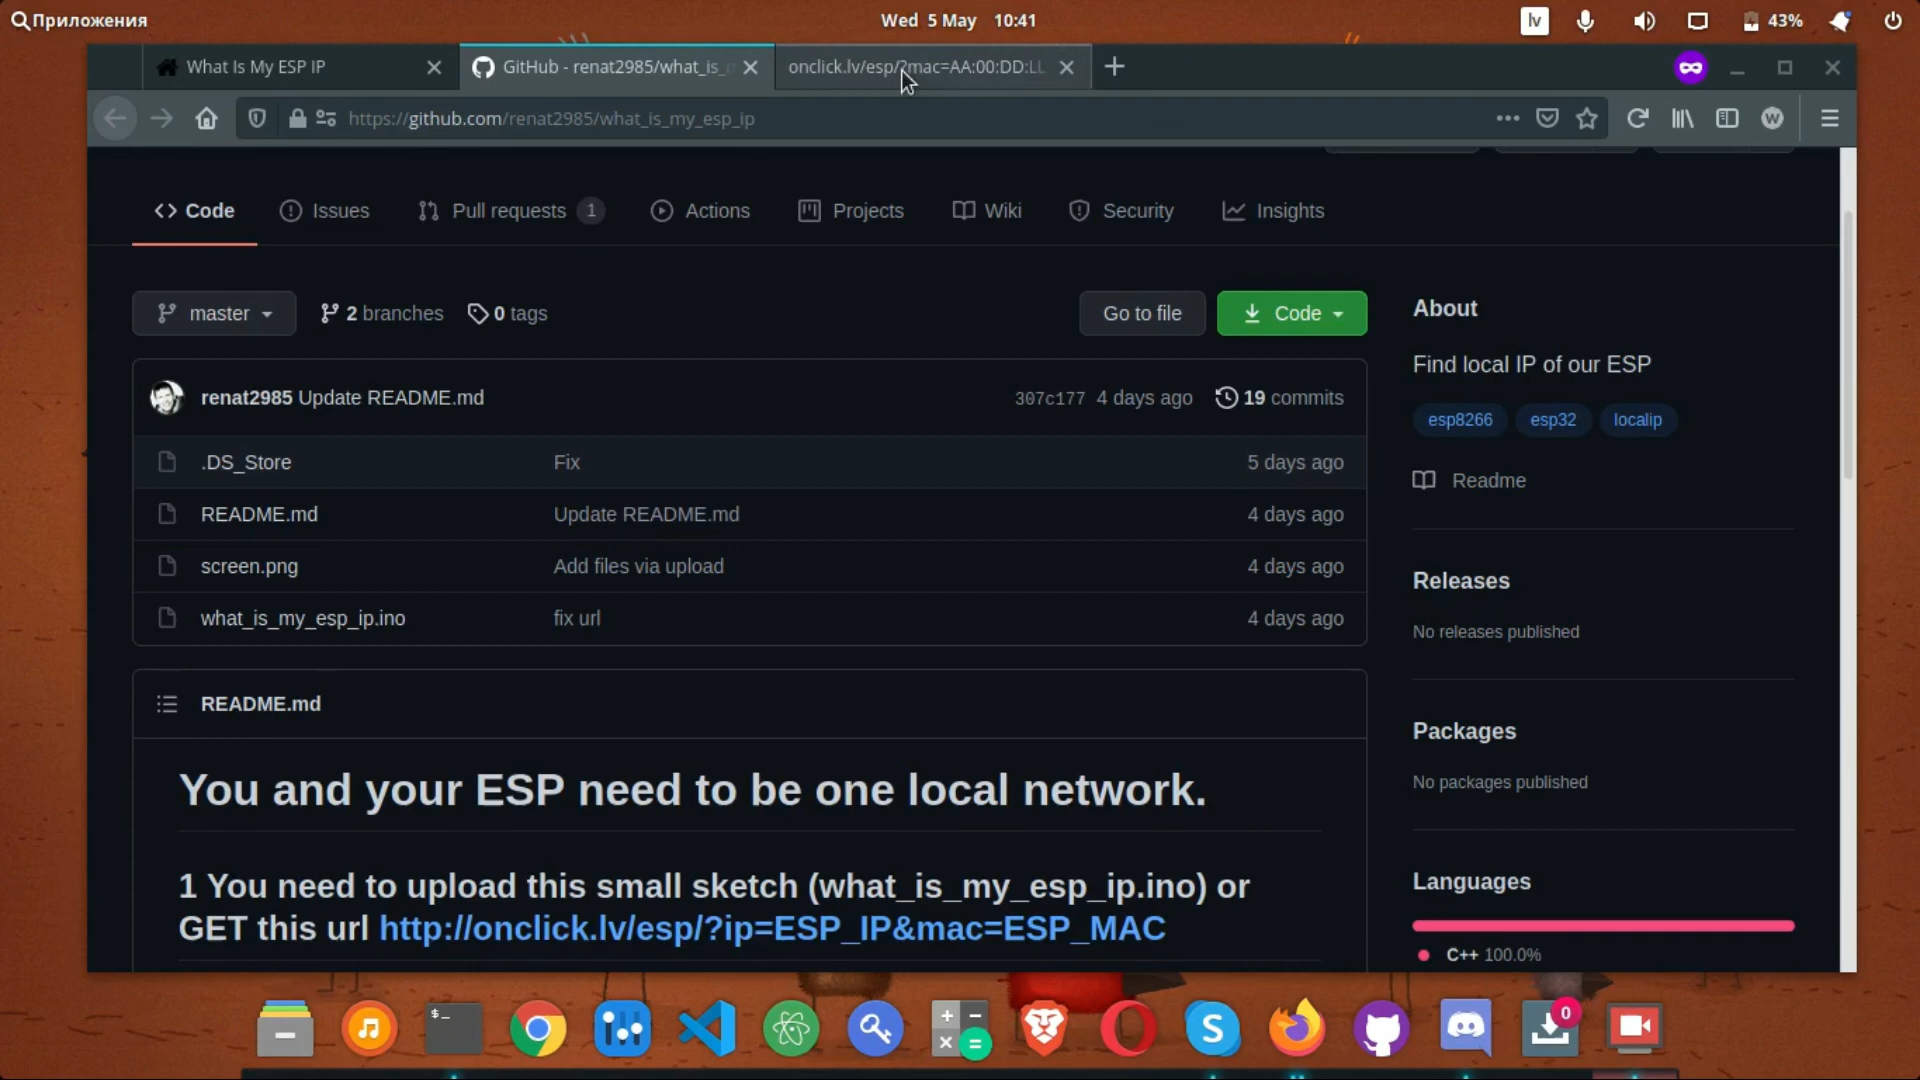 Приложения
Wed 5 May 10:41
lv
43%
What Is My ESP IP
GitHub - renat2985/what_is_
onclick.lv/esp/?mac=AA:00:DD:LL
https://github.com/renat2985/what_is_my_esp_ip
Code
Issues
Pull requests 1
Actions
Projects
Wiki
Security
Insights
master
2 branches
0 tags
Go to file
Code
renat2985 Update README.md
307c177 4 days ago
19 commits
.DS_Store Fix 5 days ago
README.md Update README.md 4 days ago
screen.png Add files via upload 4 days ago
what_is_my_esp_ip.ino fix url 4 days ago
README.md
You and your ESP need to be one local network.
1 You need to upload this small sketch (what_is_my_esp_ip.ino) or
GET this url http://onclick.lv/esp/?ip=ESP_IP&mac=ESP_MAC
About
Find local IP of our ESP
esp8266 esp32 localip
Readme
Releases
No releases published
Packages
No packages published
Languages
C++ 100.0%
$_
S
0